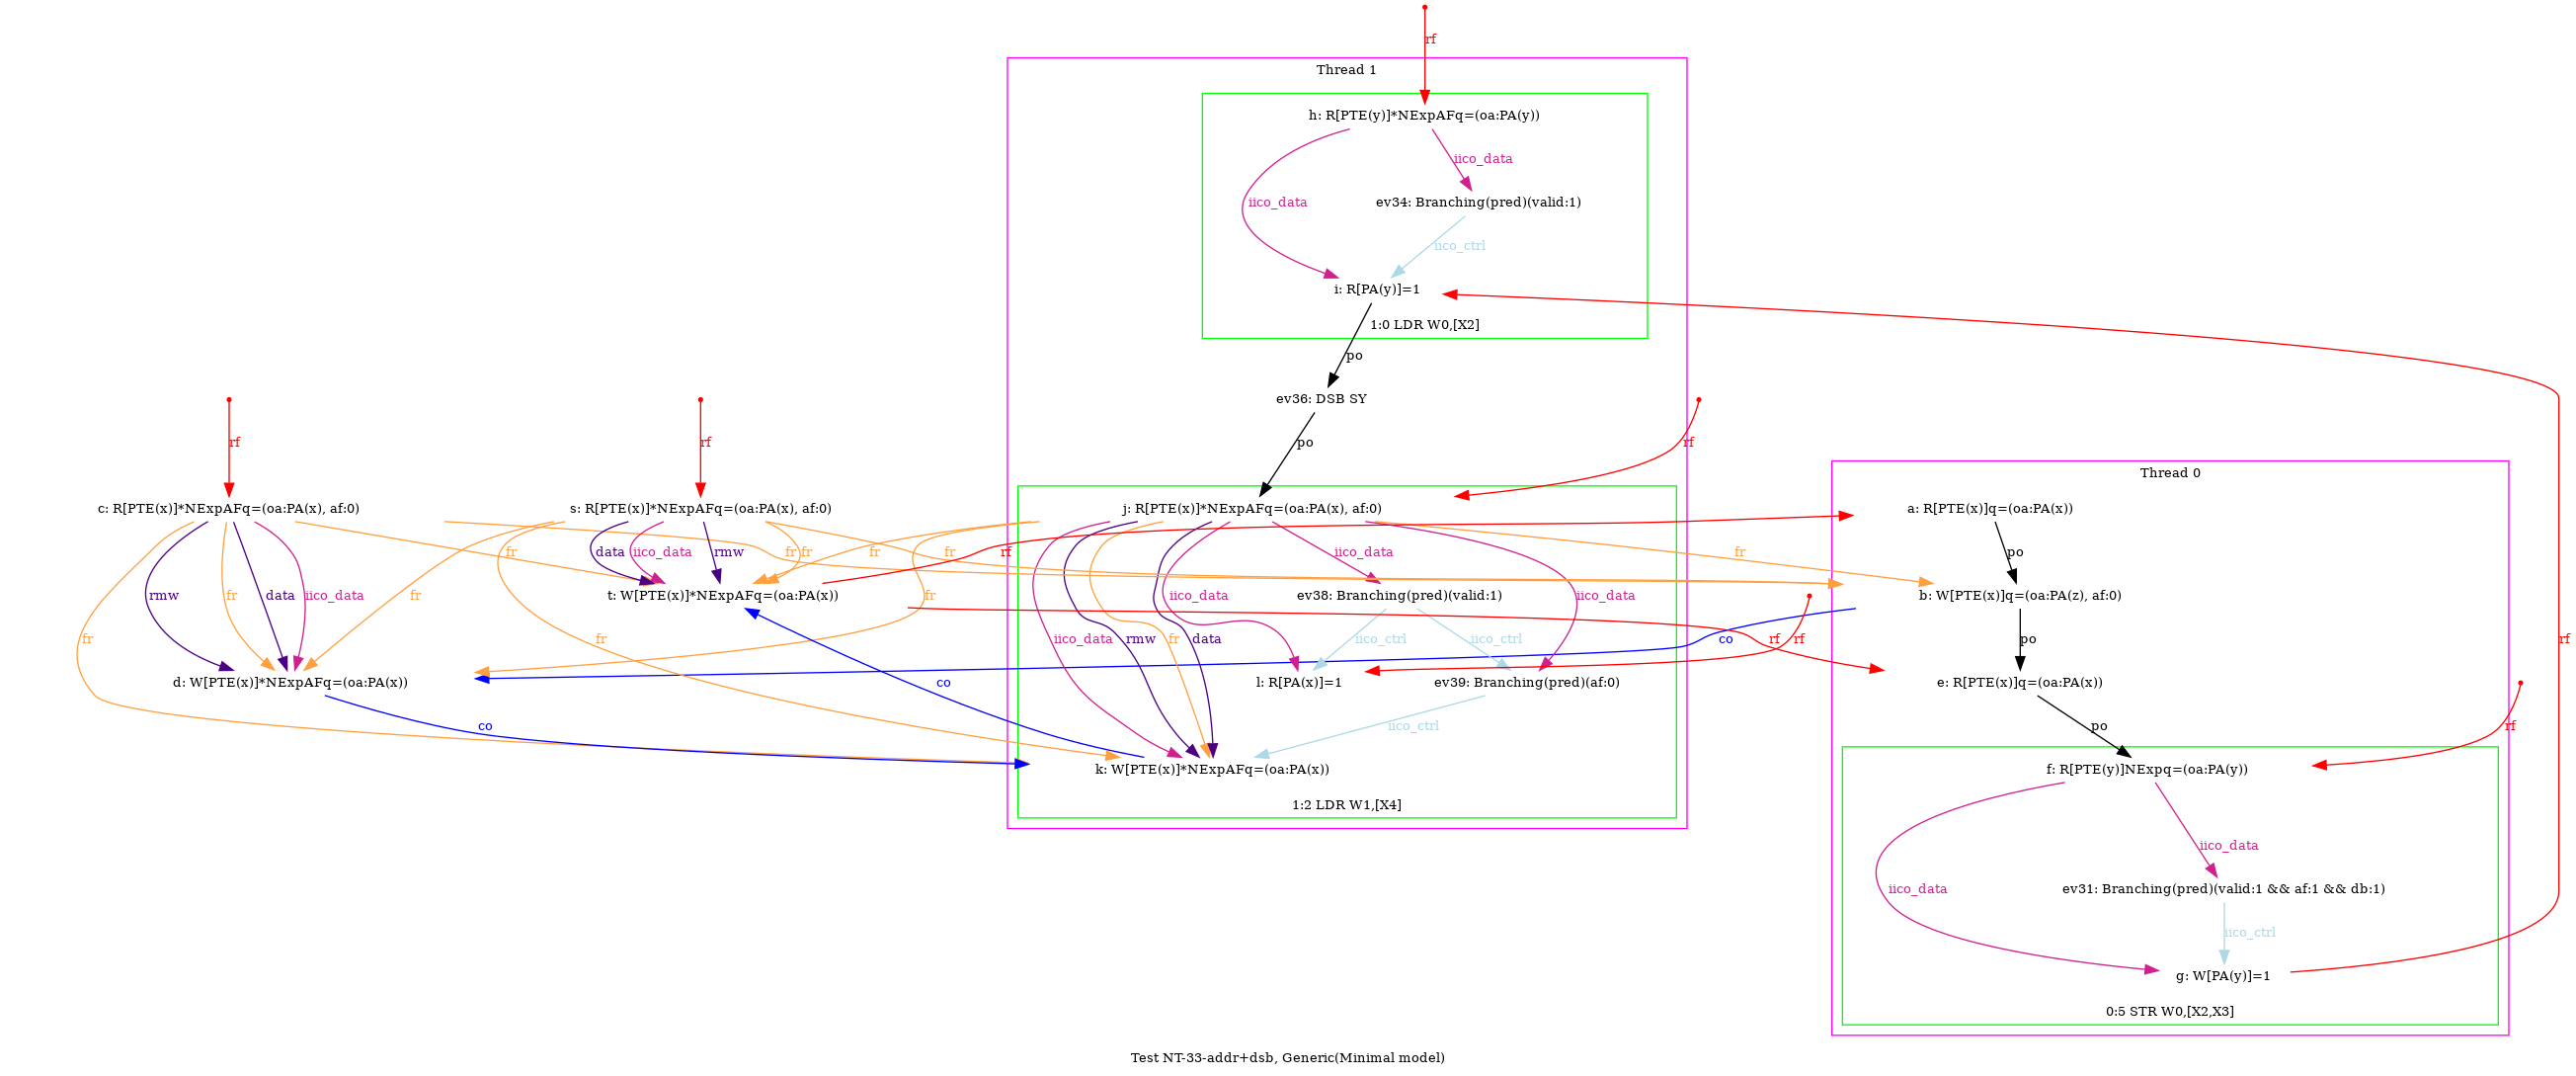 rf
Thread 1
h: R[PTE(y)]*NExpAFq=(oa:PA(y))
iico_data
ev34: Branching(pred)(valid:1)
iico_data
iico_ctrl
i: R[PA(y)]=1
1:0 LDR W0,[X2]
po
ev36: DSB SY
rf
rf
po
rf
Thread 0
c: R[PTE(x)]*NExpAFq=(oa:PA(x), af:0)
s: R[PTE(x)]*NExpAFq=(oa:PA(x), af:0)
j: R[PTE(x)]*NExpAFq=(oa:PA(x), af:0)
a: R[PTE(x)]q=(oa:PA(x))
fr
data
iico_data
rmw
fr
fr
fr
fr
rf
iico_data
fr
po
rmw
fr
data
iico_data
fr
t: W[PTE(x)]*NExpAFq=(oa:PA(x))
fr
iico_data
ev38: Branching(pred)(valid:1)
iico_data
b: W[PTE(x)]q=(oa:PA(z), af:0)
fr
fr
iico_data
rmw
fr
data
iico_ctrl
iico_ctrl
co
rf
rf
po
rf
d: W[PTE(x)]*NExpAFq=(oa:PA(x))
co
l: R[PA(x)]=1
ev39: Branching(pred)(af:0)
e: R[PTE(x)]q=(oa:PA(x))
co
iico_ctrl
po
rf
k: W[PTE(x)]*NExpAFq=(oa:PA(x))
f: R[PTE(y)]NExpq=(oa:PA(y))
1:2 LDR W1,[X4]
iico_data
iico_data
ev31: Branching(pred)(valid:1 && af:1 && db:1)
iico_ctrl
g: W[PA(y)]=1
0:5 STR W0,[X2,X3]
Test NT-33-addr+dsb, Generic(Minimal model)